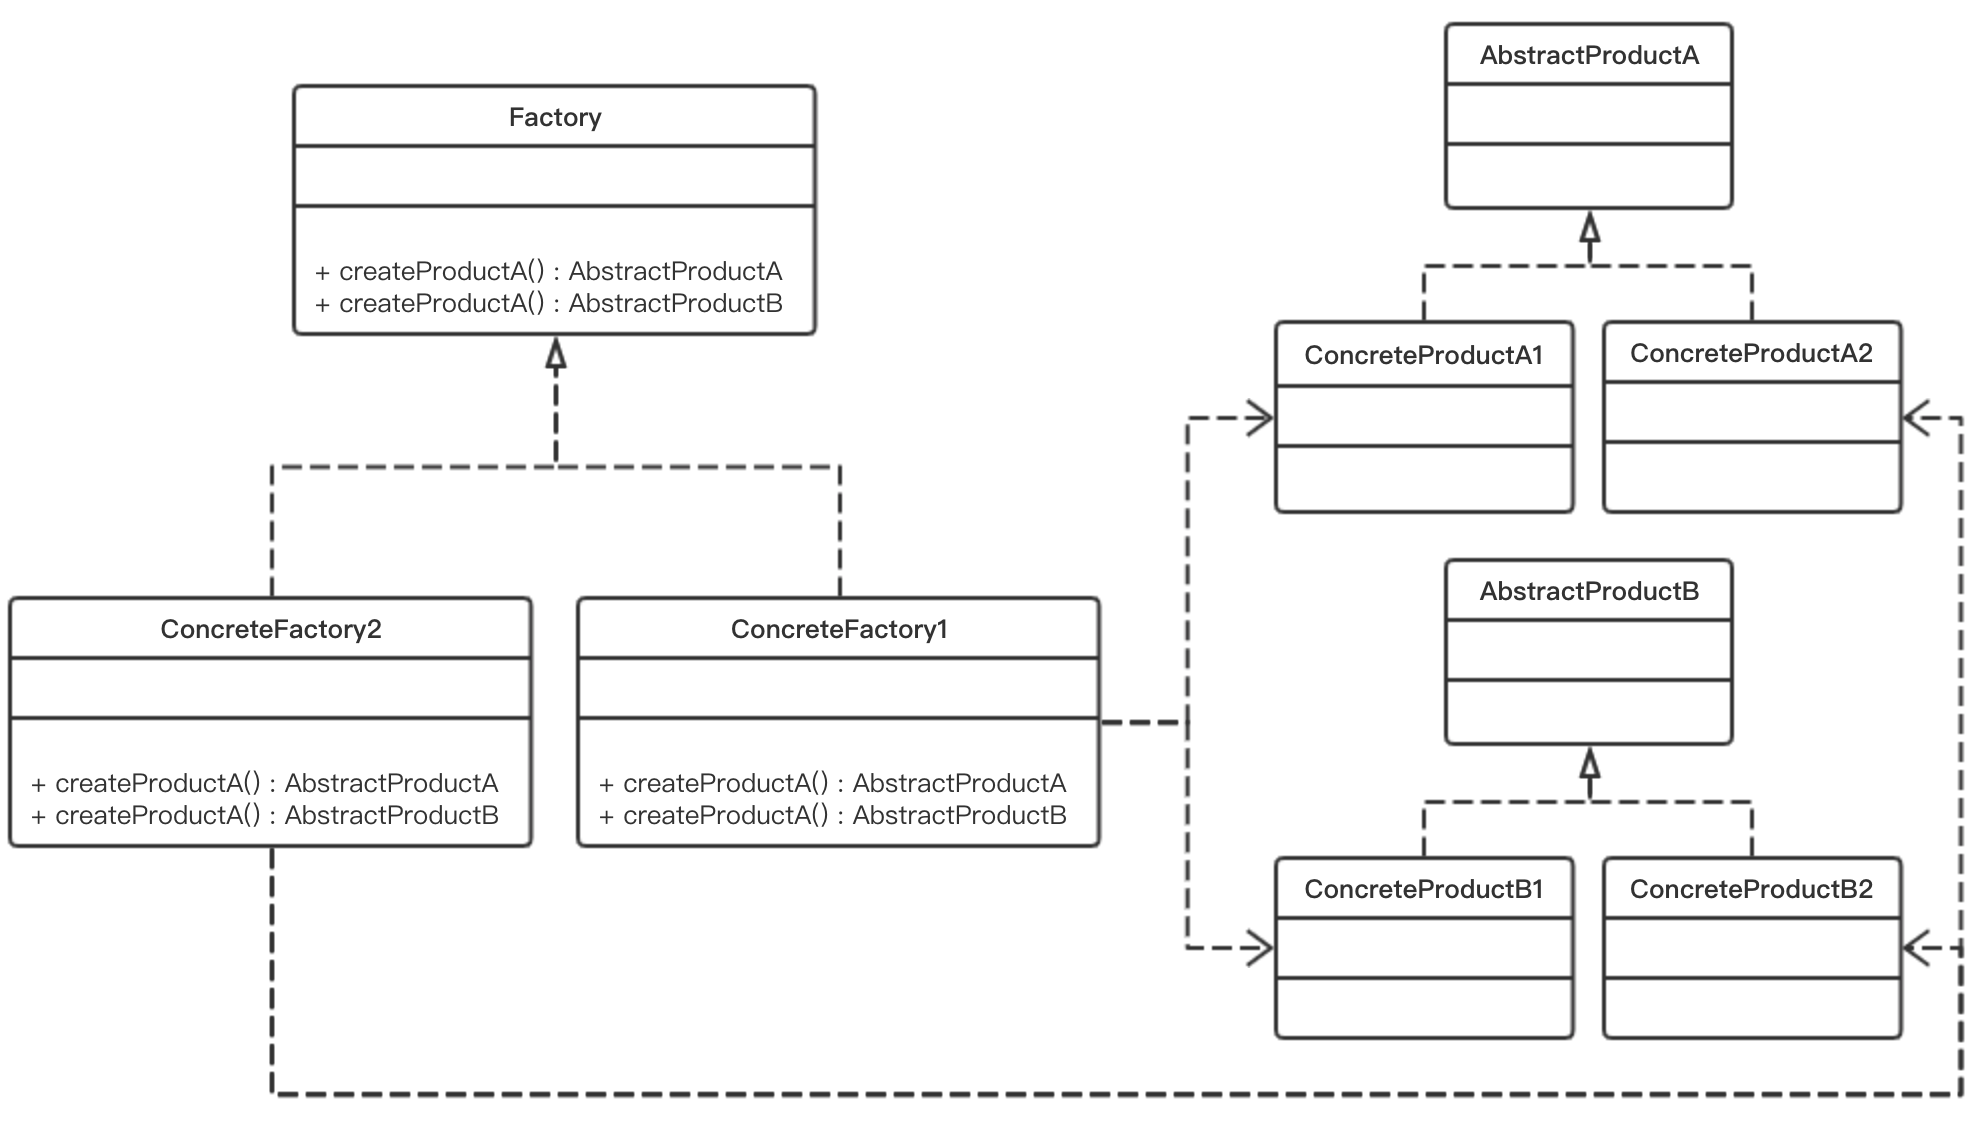 Factory
+ createProductA() : AbstractProductA
+ createProductA() : AbstractProductB
ConcreteFactory2
+ createProductA() : AbstractProductA
+ createProductA() : AbstractProductB
ConcreteFactory1
+ createProductA() : AbstractProductA
+ createProductA() : AbstractProductB
AbstractProductA
ConcreteProductA1
ConcreteProductA2
AbstractProductB
ConcreteProductB1
ConcreteProductB2